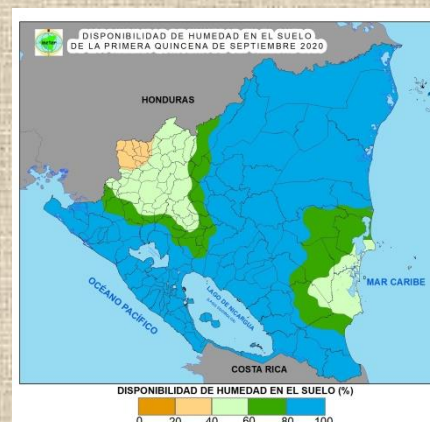 DISPONIBILIDAD DE HUMEDAD EN EL SUELO
DE LA PRIMERA QUINCENA DE SEPTIEMBRE 2020
HONDURAS
OCÉANO PACÍFICO
LAGO DE NICARAGUA
MAR CARIBE
COSTA RICA
DISPONIBILIDAD DE HUMEDAD EN EL SUELO (%)
0 20 40 60 80 100